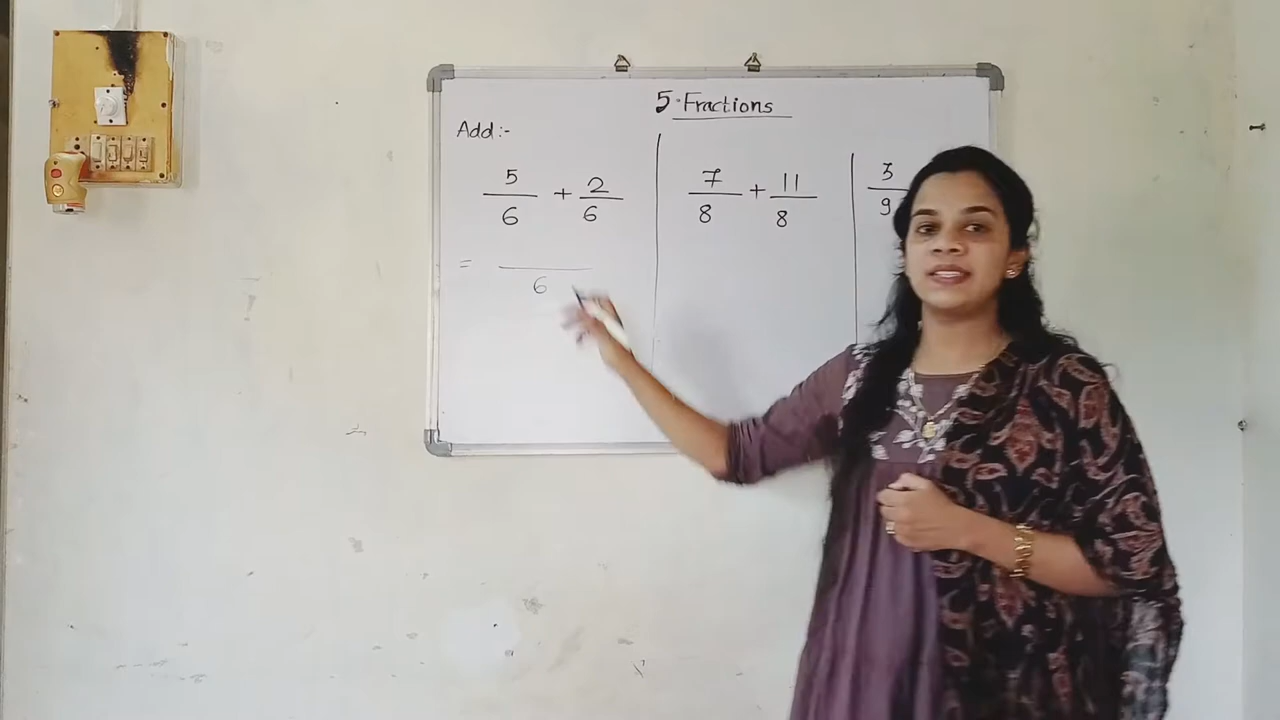 5. Fractions
Add:-
5/6 + 2/6
= /6
7/8 + 11/8
3/9